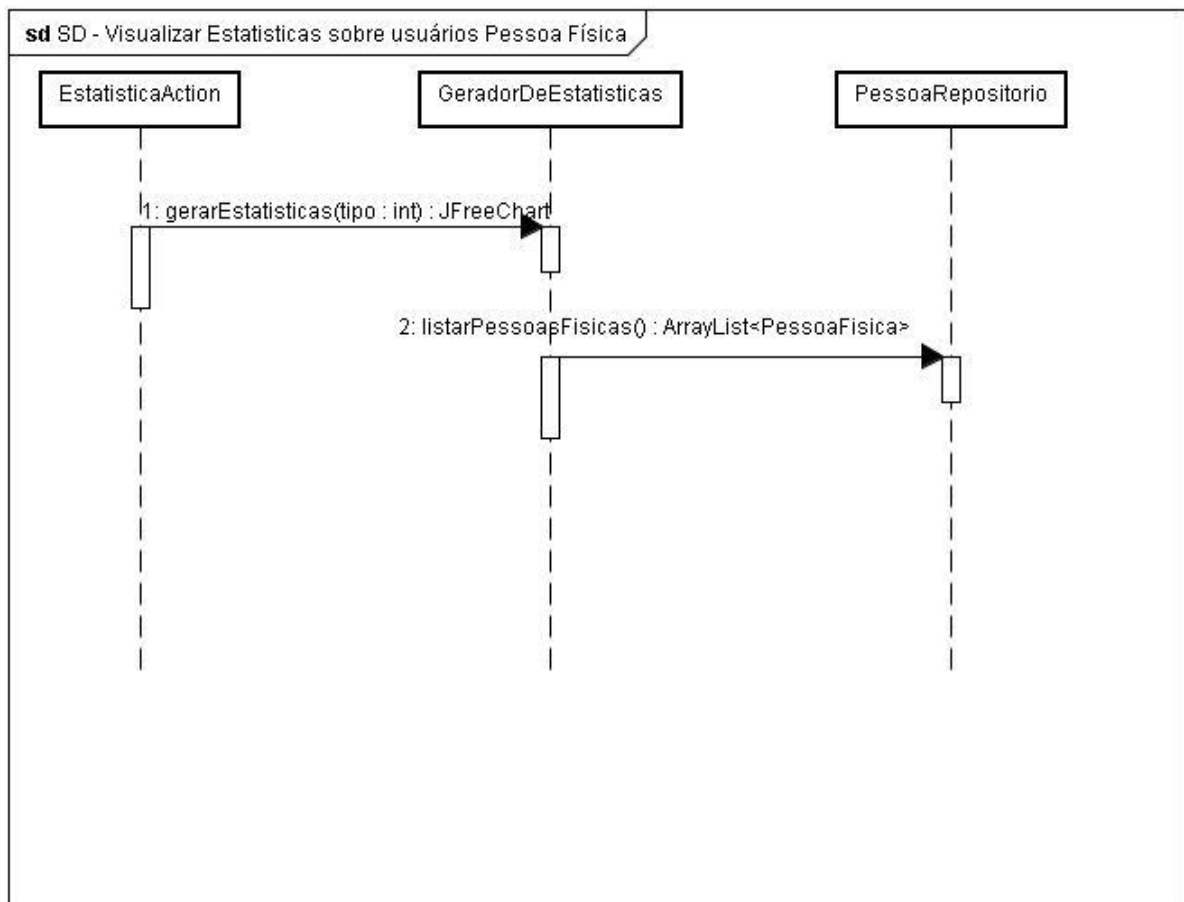 sd SD - Visualizar Estatisticas sobre usuários Pessoa Física
EstatisticaAction
GeradorDeEstatisticas
PessoaRepositorio
1: gerarEstatisticas(tipo : int) : JFreeChart
2: listarPessoasFisicas() : ArrayList<PessoaFisica>